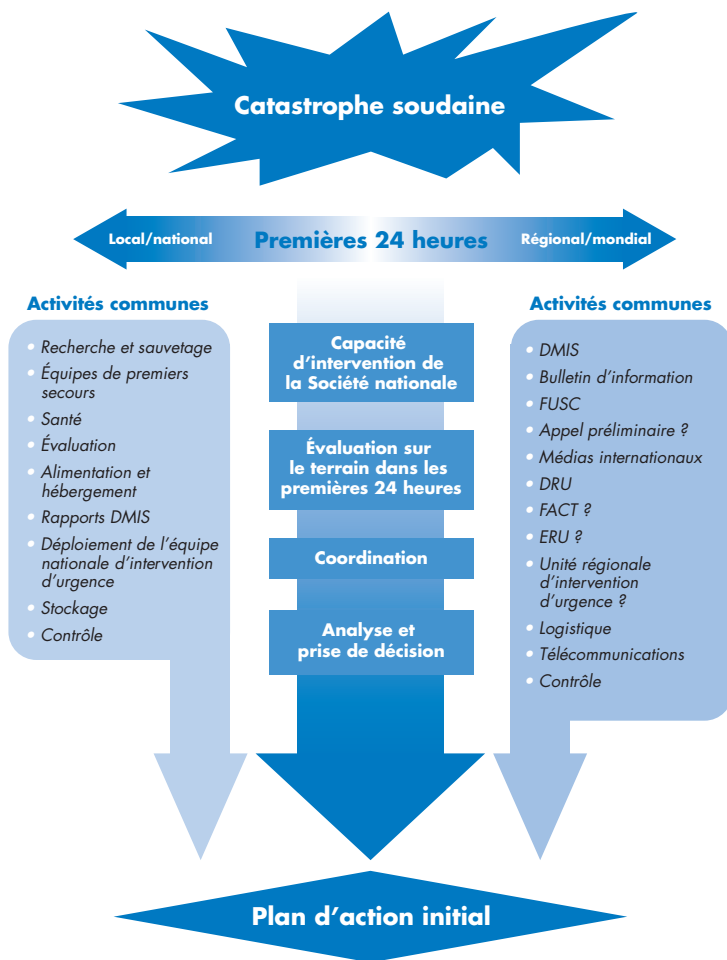 Catastrophe soudaine
Local/national
Premières 24 heures
Régional/mondial
Activités communes
• Recherche et sauvetage
• Équipes de premiers
secours
• Santé
• Évaluation
• Alimentation et
hébergement
• Rapports DMIS
• Déploiement de l'équipe
nationale d'intervention
d'urgence
• Stockage
• Contrôle
Capacité
d'intervention de
la Société nationale
Évaluation sur
le terrain dans les
premières 24 heures
Coordination
Analyse et
prise de décision
Activités communes
• DMIS
• Bulletin d'information
• FUSC
• Appel préliminaire ?
• Médias internationaux
• DRU
• FACT ?
• ERU ?
• Unité régionale
d'intervention
d'urgence ?
• Logistique
• Télécommunications
• Contrôle
Plan d'action initial